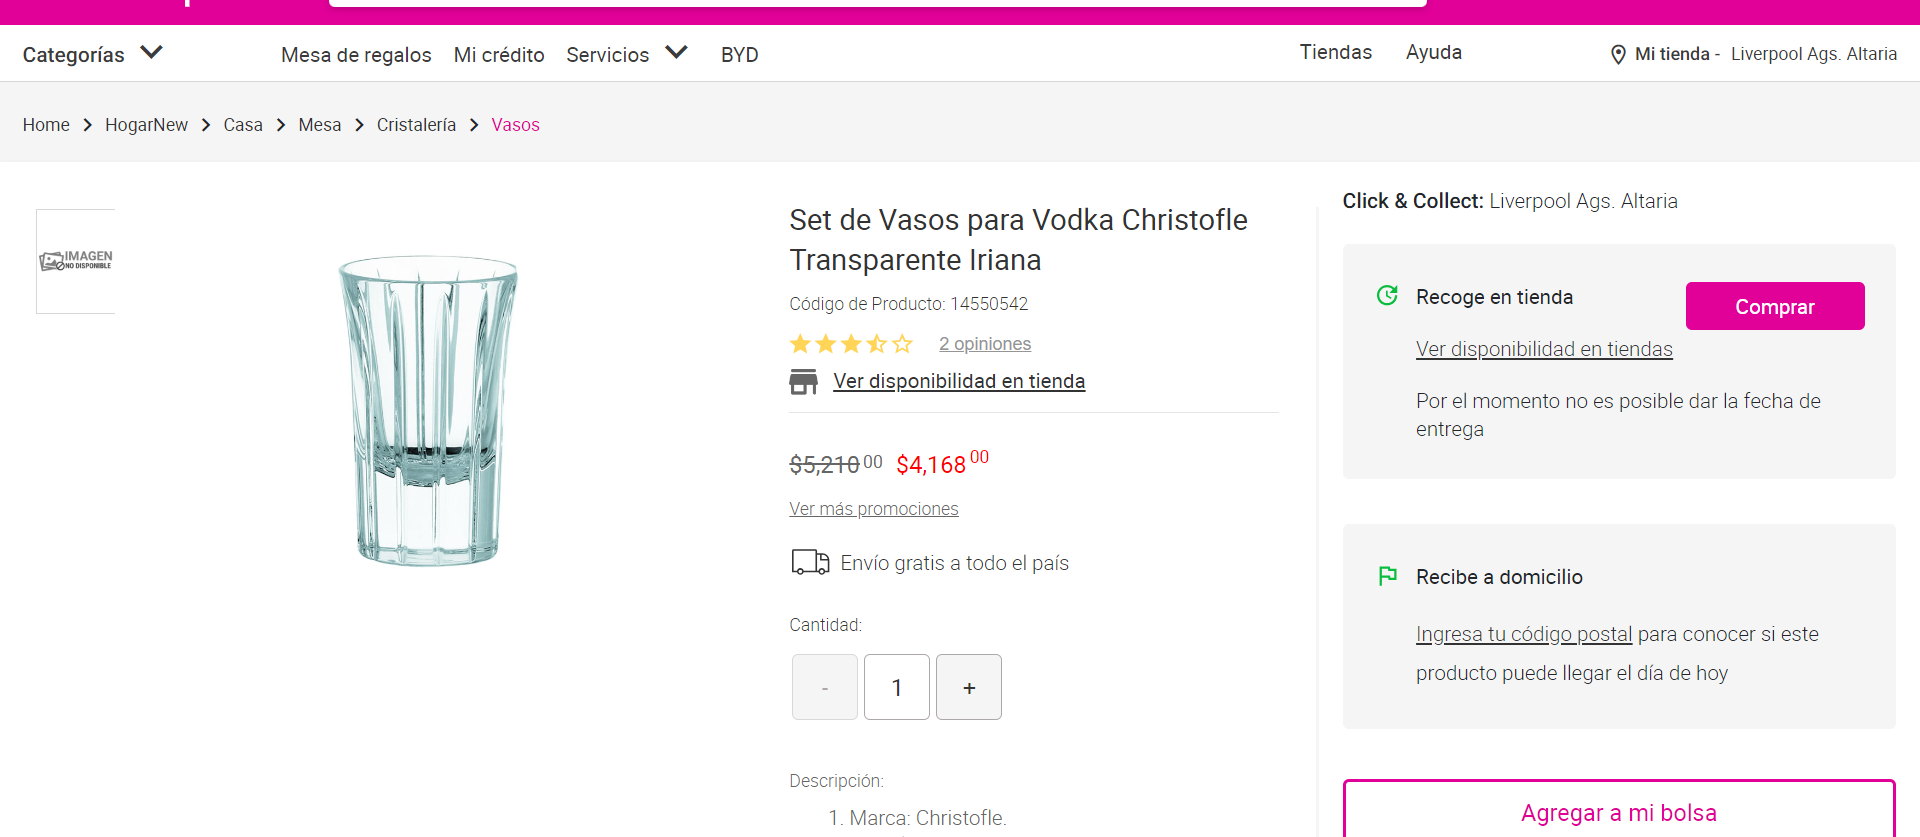 Categorías
Mesa de regalos
Mi crédito
Servicios
BYD
Tiendas
Ayuda
Mi tienda - Liverpool Ags. Altaria
Home > HogarNew > Casa > Mesa > Cristalería > Vasos
IMAGEN
NO DISPONIBLE
Set de Vasos para Vodka Christofle
Transparente Iriana
Código de Producto: 14550542
2 opiniones
Ver disponibilidad en tienda
$5,210 00 $4,168 00
Ver más promociones
Envío gratis a todo el país
Cantidad:
- 1 +
Descripción:
1. Marca: Christofle.
Click & Collect: Liverpool Ags. Altaria
Recoge en tienda
Comprar
Ver disponibilidad en tiendas
Por el momento no es posible dar la fecha de
entrega
Recibe a domicilio
Ingresa tu código postal para conocer si este
producto puede llegar el día de hoy
Agregar a mi bolsa